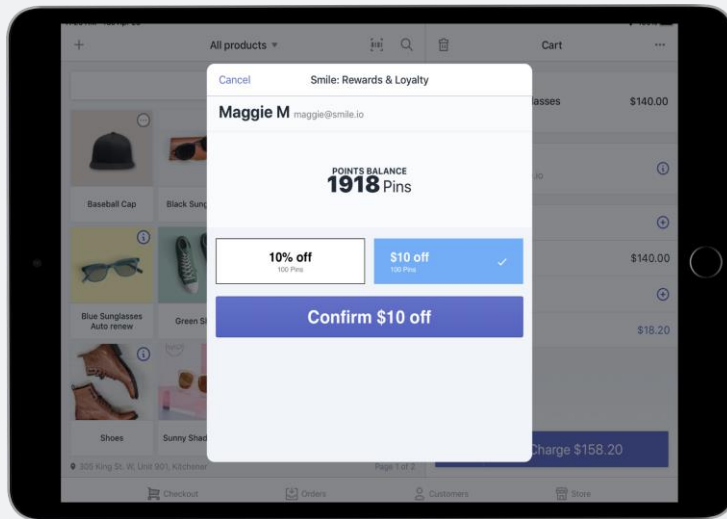 All products ▼
Cart
Cancel
Smile: Rewards & Loyalty
Maggie M maggie@smile.io
POINTS BALANCE
1918 Pins
10% off
100 Pins
$10 off
100 Pins
Confirm $10 off
$140.00
.io
$140.00
$18.20
Charge $158.20
Baseball Cap
Black Sung
Blue Sunglasses
Auto renew
Shoes
Sunny Shad
305 King St. W, Unit 901, Kitchener
Page 1 of 2
Checkout
Orders
Customers
Store